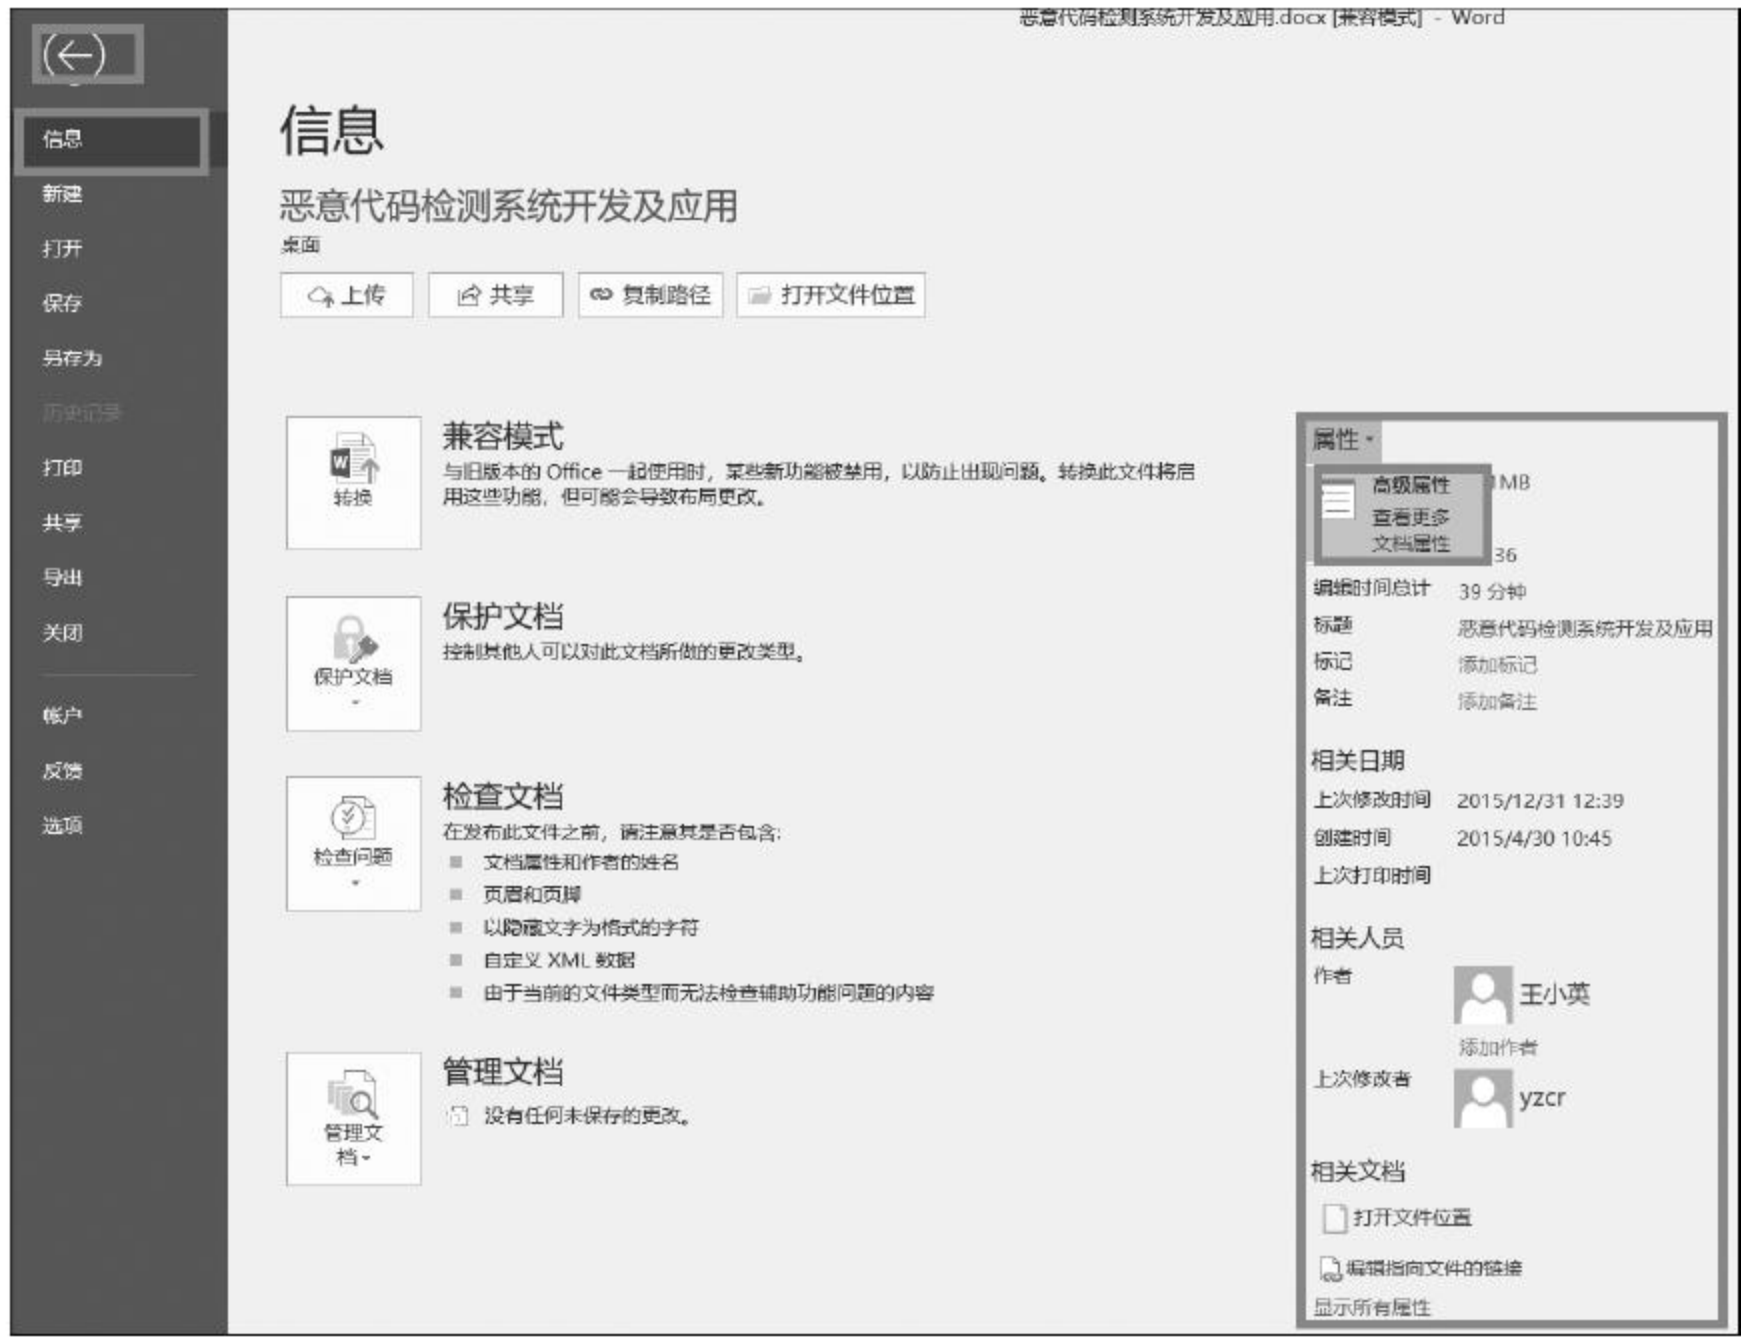 恶意代码检测系统开发及应用.docx [兼容模式] - Word
信息
新建
打开
保存
另存为
历史记录
打印
共享
导出
关闭
帐户
反馈
选项
信息
恶意代码检测系统开发及应用
桌面
上传
共享
复制路径
打开文件位置
转换
兼容模式
与旧版本的 Office 一起使用时，某些新功能被禁用，以防止出现问题。转换此文件将启
用这些功能，但可能会导致布局更改。
保护文档
保护文档
控制其他人可以对此文档所做的更改类型。
检查问题
检查文档
在发布此文件之前，请注意其是否包含:
文档属性和作者的姓名
页眉和页脚
以隐藏文字为格式的字符
自定义 XML 数据
由于当前的文件类型而无法检查辅助功能问题的内容
管理文
档
管理文档
没有任何未保存的更改。
属性
高级属性
查看更多
文档属性
1MB
36
编辑时间总计 39 分钟
标题 恶意代码检测系统开发及应用
标记 添加标记
备注 添加备注
相关日期
上次修改时间 2015/12/31 12:39
创建时间 2015/4/30 10:45
上次打印时间
相关人员
作者 王小英
添加作者
上次修改者 yzcr
相关文档
打开文件位置
编辑指向文件的链接
显示所有属性